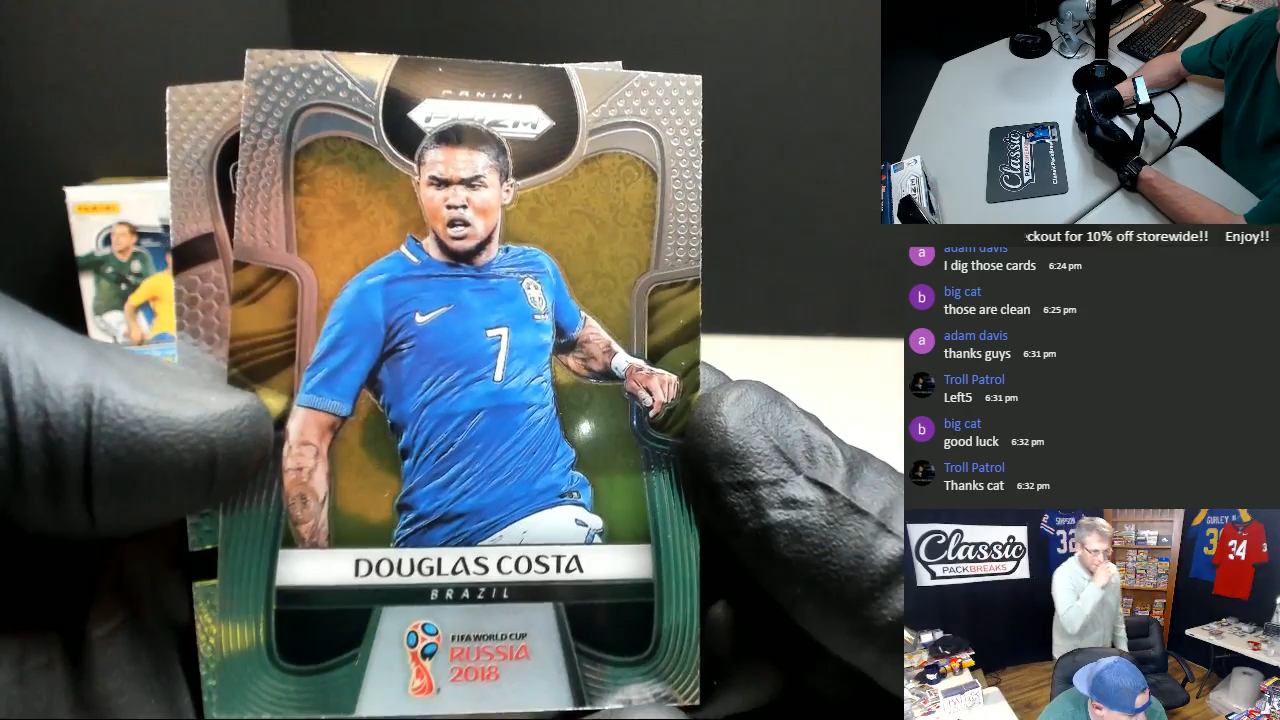 PANINI
PRIZM
7
DOUGLAS COSTA
BRAZIL
FIFA WORLD CUP
RUSSIA
2018
PANINI
Classic
ckout for 10% off storewide!! Enjoy!!
adam davis
I dig those cards 6:24 pm
big cat
those are clean 6:25 pm
adam davis
thanks guys 6:31 pm
Troll Patrol
Left5 6:31 pm
big cat
good luck 6:32 pm
Troll Patrol
Thanks cat 6:32 pm
Classic
PACKBREAKS
SIMPSON
32
GURLEY II
34